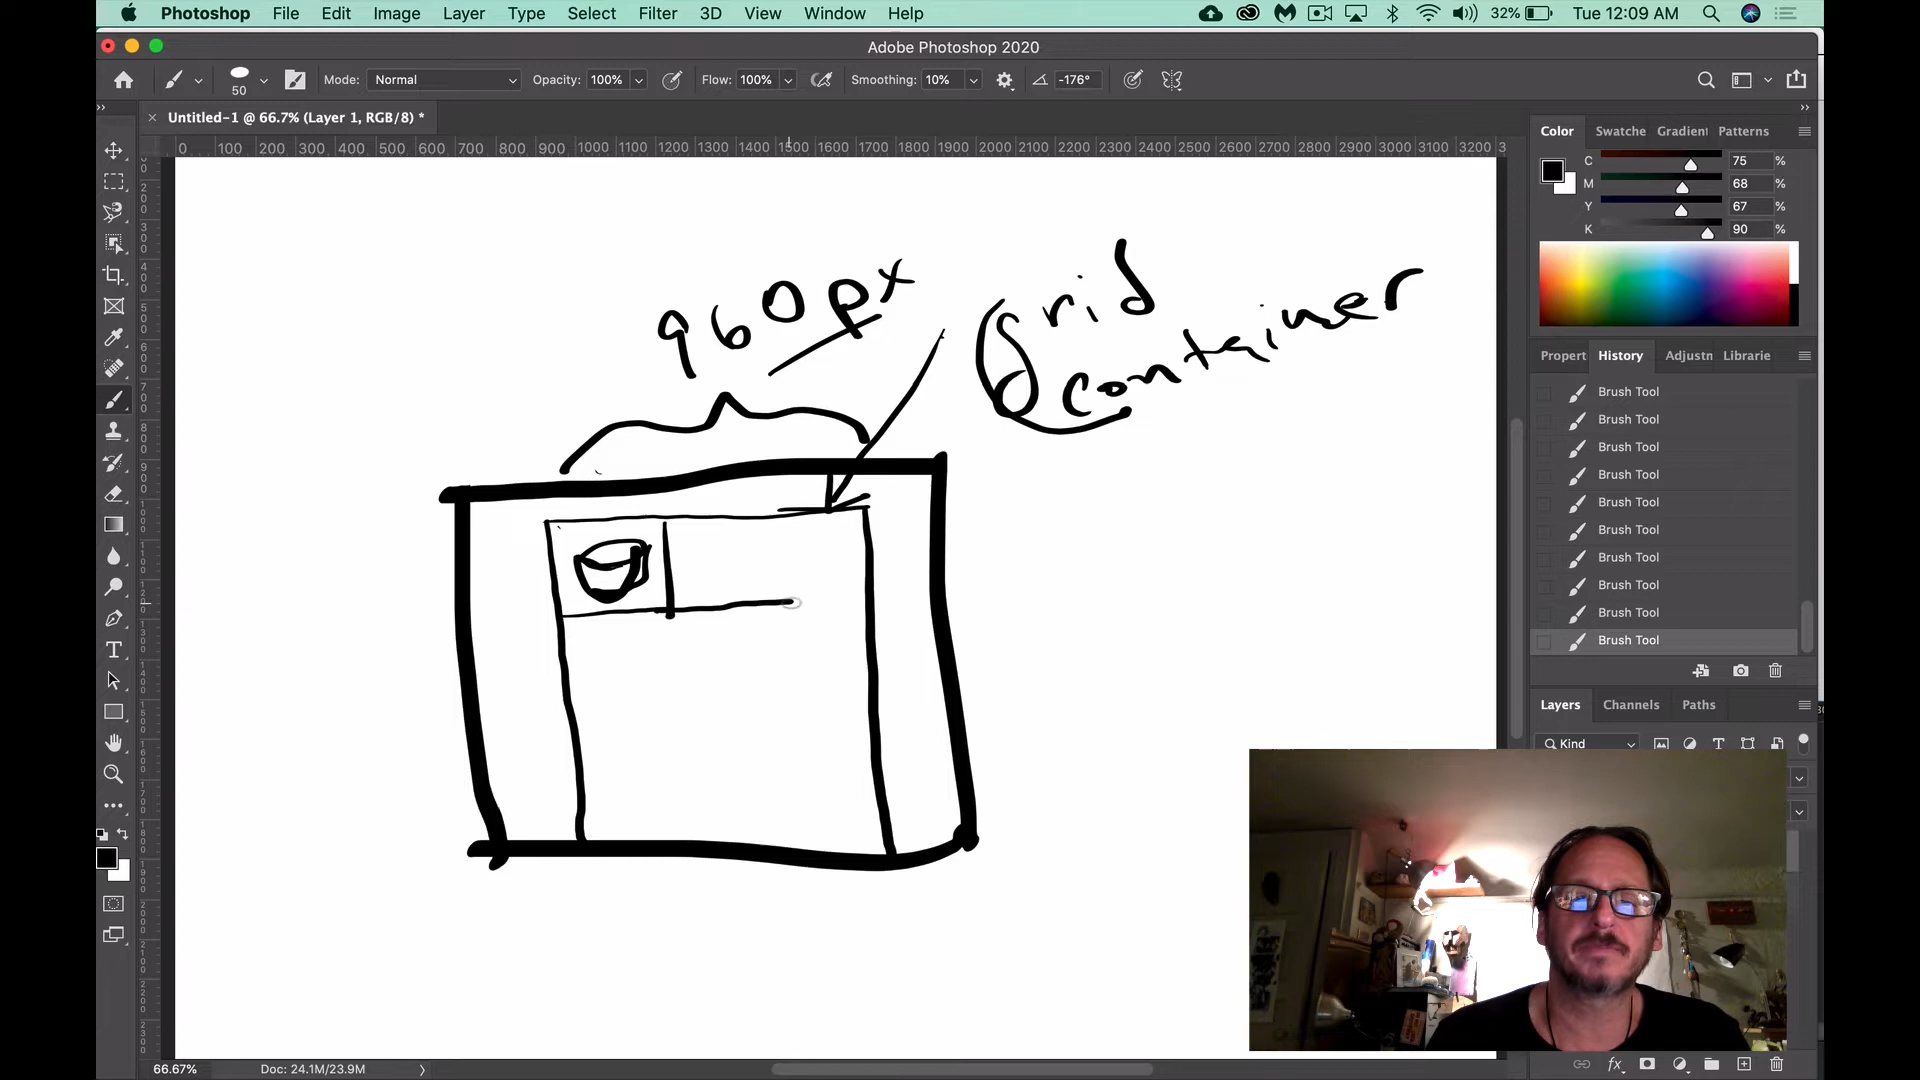 Photoshop File Edit Image Layer Type Select Filter 3D View Window Help 32% Tue 12:09 AM
Adobe Photoshop 2020
50 Mode: Normal Opacity: 100% Flow: 100% Smoothing: 10% -176°
Untitled-1 @ 66.7% (Layer 1, RGB/8) *
0 100 200 300 400 500 600 700 800 900 1000 1100 1200 1300 1400 1500 1600 1700 1800 1900 2000 2100 2200 2300 2400 2500 2600 2700 2800 2900 3000 3100 3200 3
Color Swatche Gradient Patterns
C 75 %
M 68 %
Y 67 %
K 90 %
960px
Grid
container
Propert History Adjustn Librarie
Brush Tool
Brush Tool
Brush Tool
Brush Tool
Brush Tool
Brush Tool
Brush Tool
Brush Tool
Brush Tool
Brush Tool
Layers Channels Paths
Kind
fx
66.67% Doc: 24.1M/23.9M